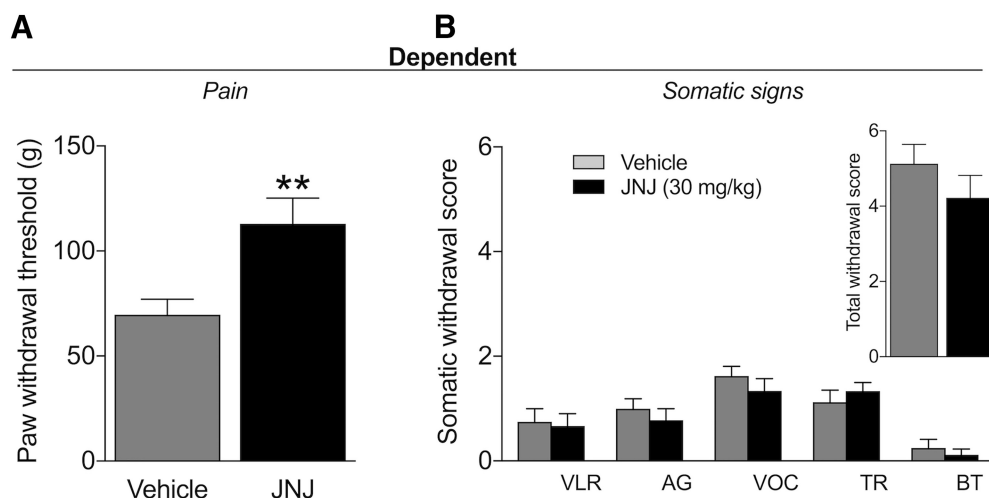 A
B
Dependent
Pain
Somatic signs
Paw withdrawal threshold (g)
150
100
50
0
**
Vehicle
JNJ
Somatic withdrawal score
6
4
2
0
Vehicle
JNJ (30 mg/kg)
Total withdrawal score
6
4
2
0
VLR
AG
VOC
TR
BT